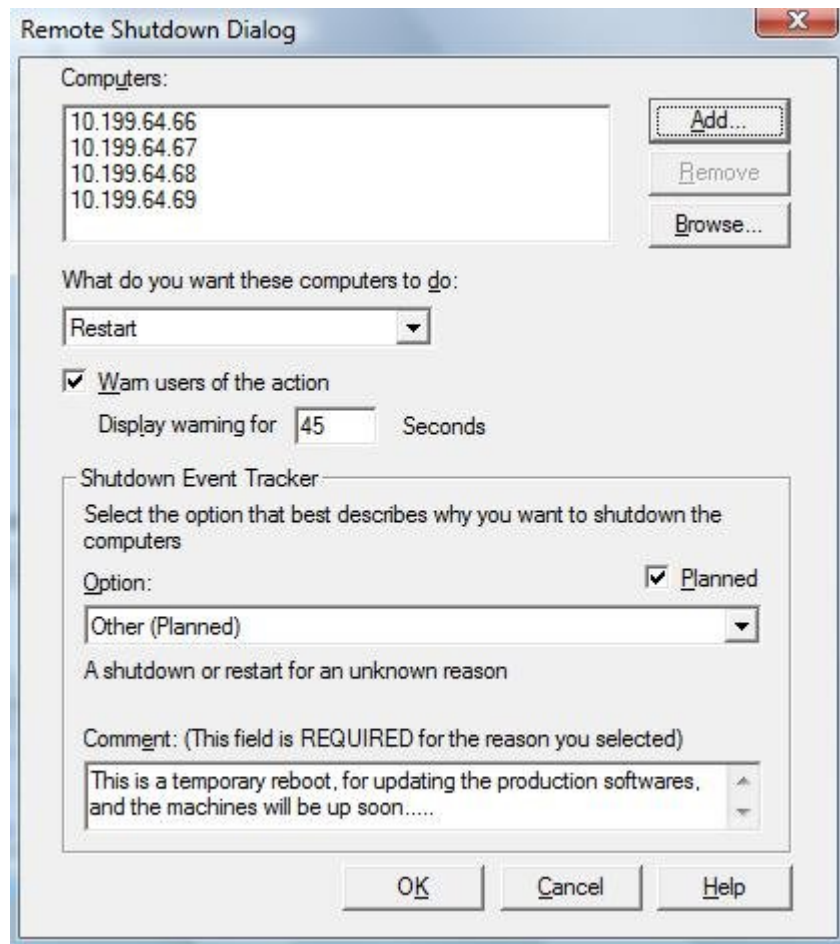 Remote Shutdown Dialog
Computers:
10.199.64.66
10.199.64.67
10.199.64.68
10.199.64.69
Add...
Remove
Browse...
What do you want these computers to do:
Restart
Warn users of the action
Display warning for 45 Seconds
Shutdown Event Tracker
Select the option that best describes why you want to shutdown the
computers
Option:
Planned
Other (Planned)
A shutdown or restart for an unknown reason
Comment: (This field is REQUIRED for the reason you selected)
This is a temporary reboot, for updating the production softwares,
and the machines will be up soon.....
OK
Cancel
Help